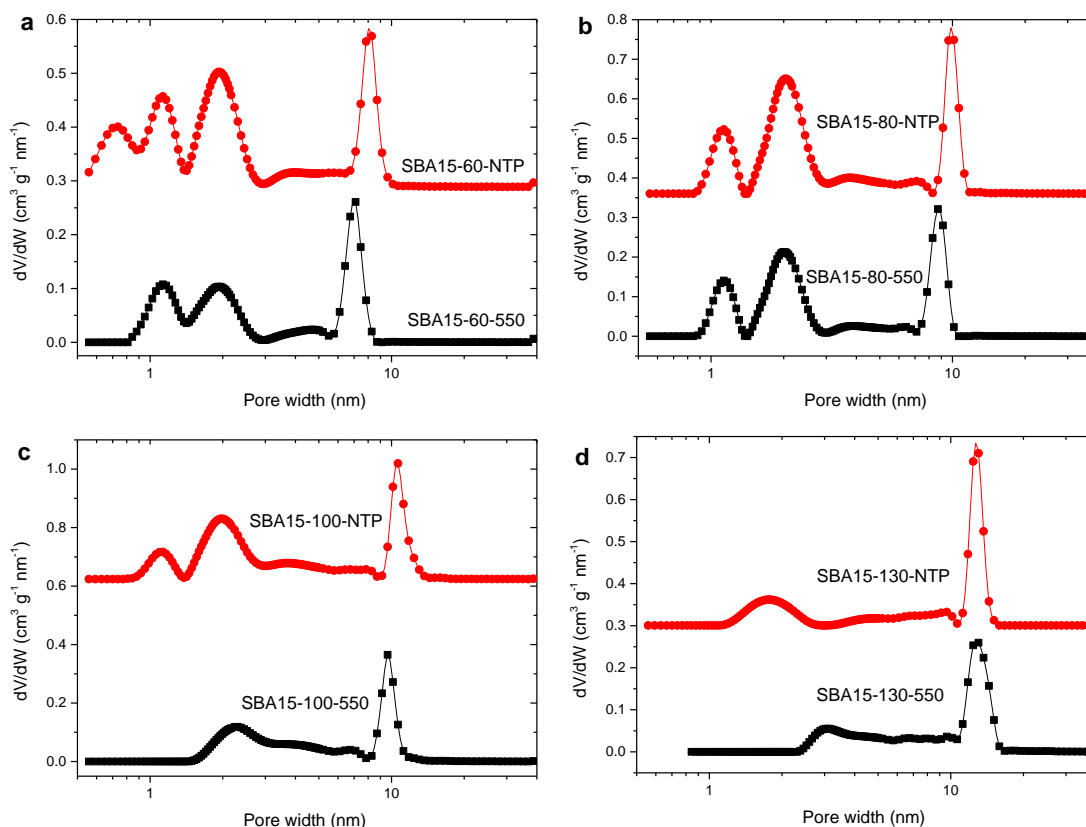 a
0.6
0.5
0.4
0.3
0.2
0.1
0.0
dV/dW (cm³ g⁻¹ nm⁻¹)
SBA15-60-NTP
SBA15-60-550
1
10
Pore width (nm)
b
0.8
0.7
0.6
0.5
0.4
0.3
0.2
0.1
0.0
dV/dW (cm³ g⁻¹ nm⁻¹)
SBA15-80-NTP
SBA15-80-550
1
10
Pore width (nm)
c
1.0
0.8
0.6
0.4
0.2
0.0
dV/dW (cm³ g⁻¹ nm⁻¹)
SBA15-100-NTP
SBA15-100-550
1
10
Pore width (nm)
d
0.7
0.6
0.5
0.4
0.3
0.2
0.1
0.0
dV/dW (cm³ g⁻¹ nm⁻¹)
SBA15-130-NTP
SBA15-130-550
1
10
Pore width (nm)